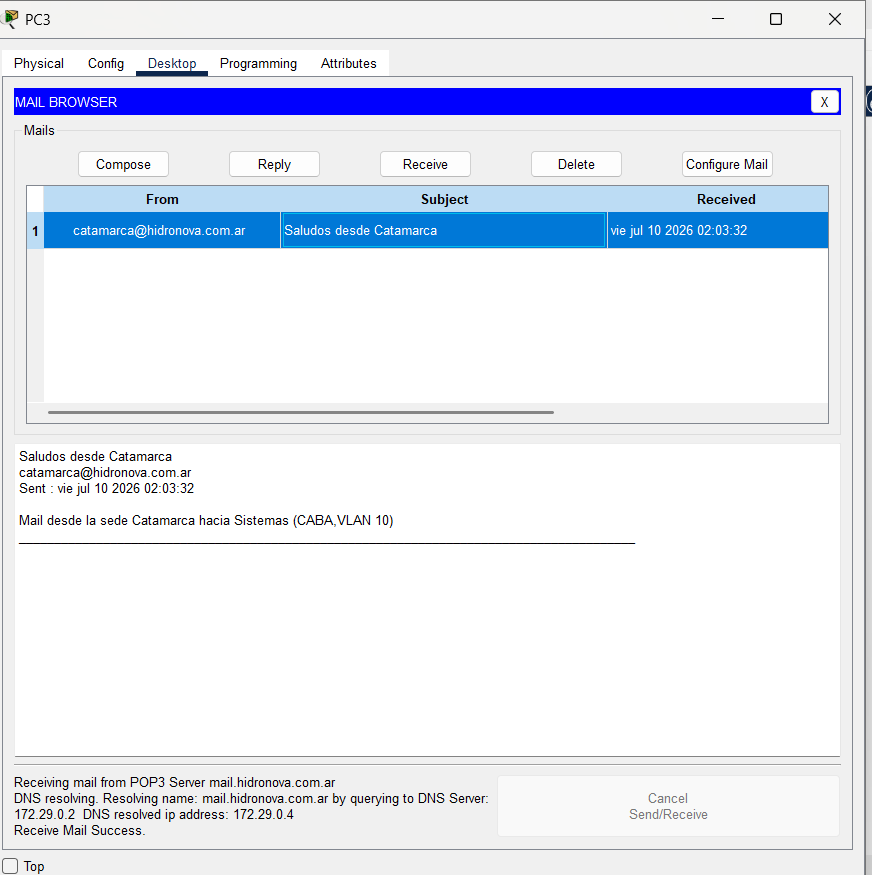 PC3
Physical Config Desktop Programming Attributes
MAIL BROWSER X
Mails
Compose Reply Receive Delete Configure Mail
From Subject Received
1 catamarca@hidronova.com.ar Saludos desde Catamarca vie jul 10 2026 02:03:32
Saludos desde Catamarca
catamarca@hidronova.com.ar
Sent : vie jul 10 2026 02:03:32
Mail desde la sede Catamarca hacia Sistemas (CABA,VLAN 10)
Receiving mail from POP3 Server mail.hidronova.com.ar
DNS resolving. Resolving name: mail.hidronova.com.ar by querying to DNS Server:
172.29.0.2 DNS resolved ip address: 172.29.0.4
Receive Mail Success.
Cancel
Send/Receive
Top